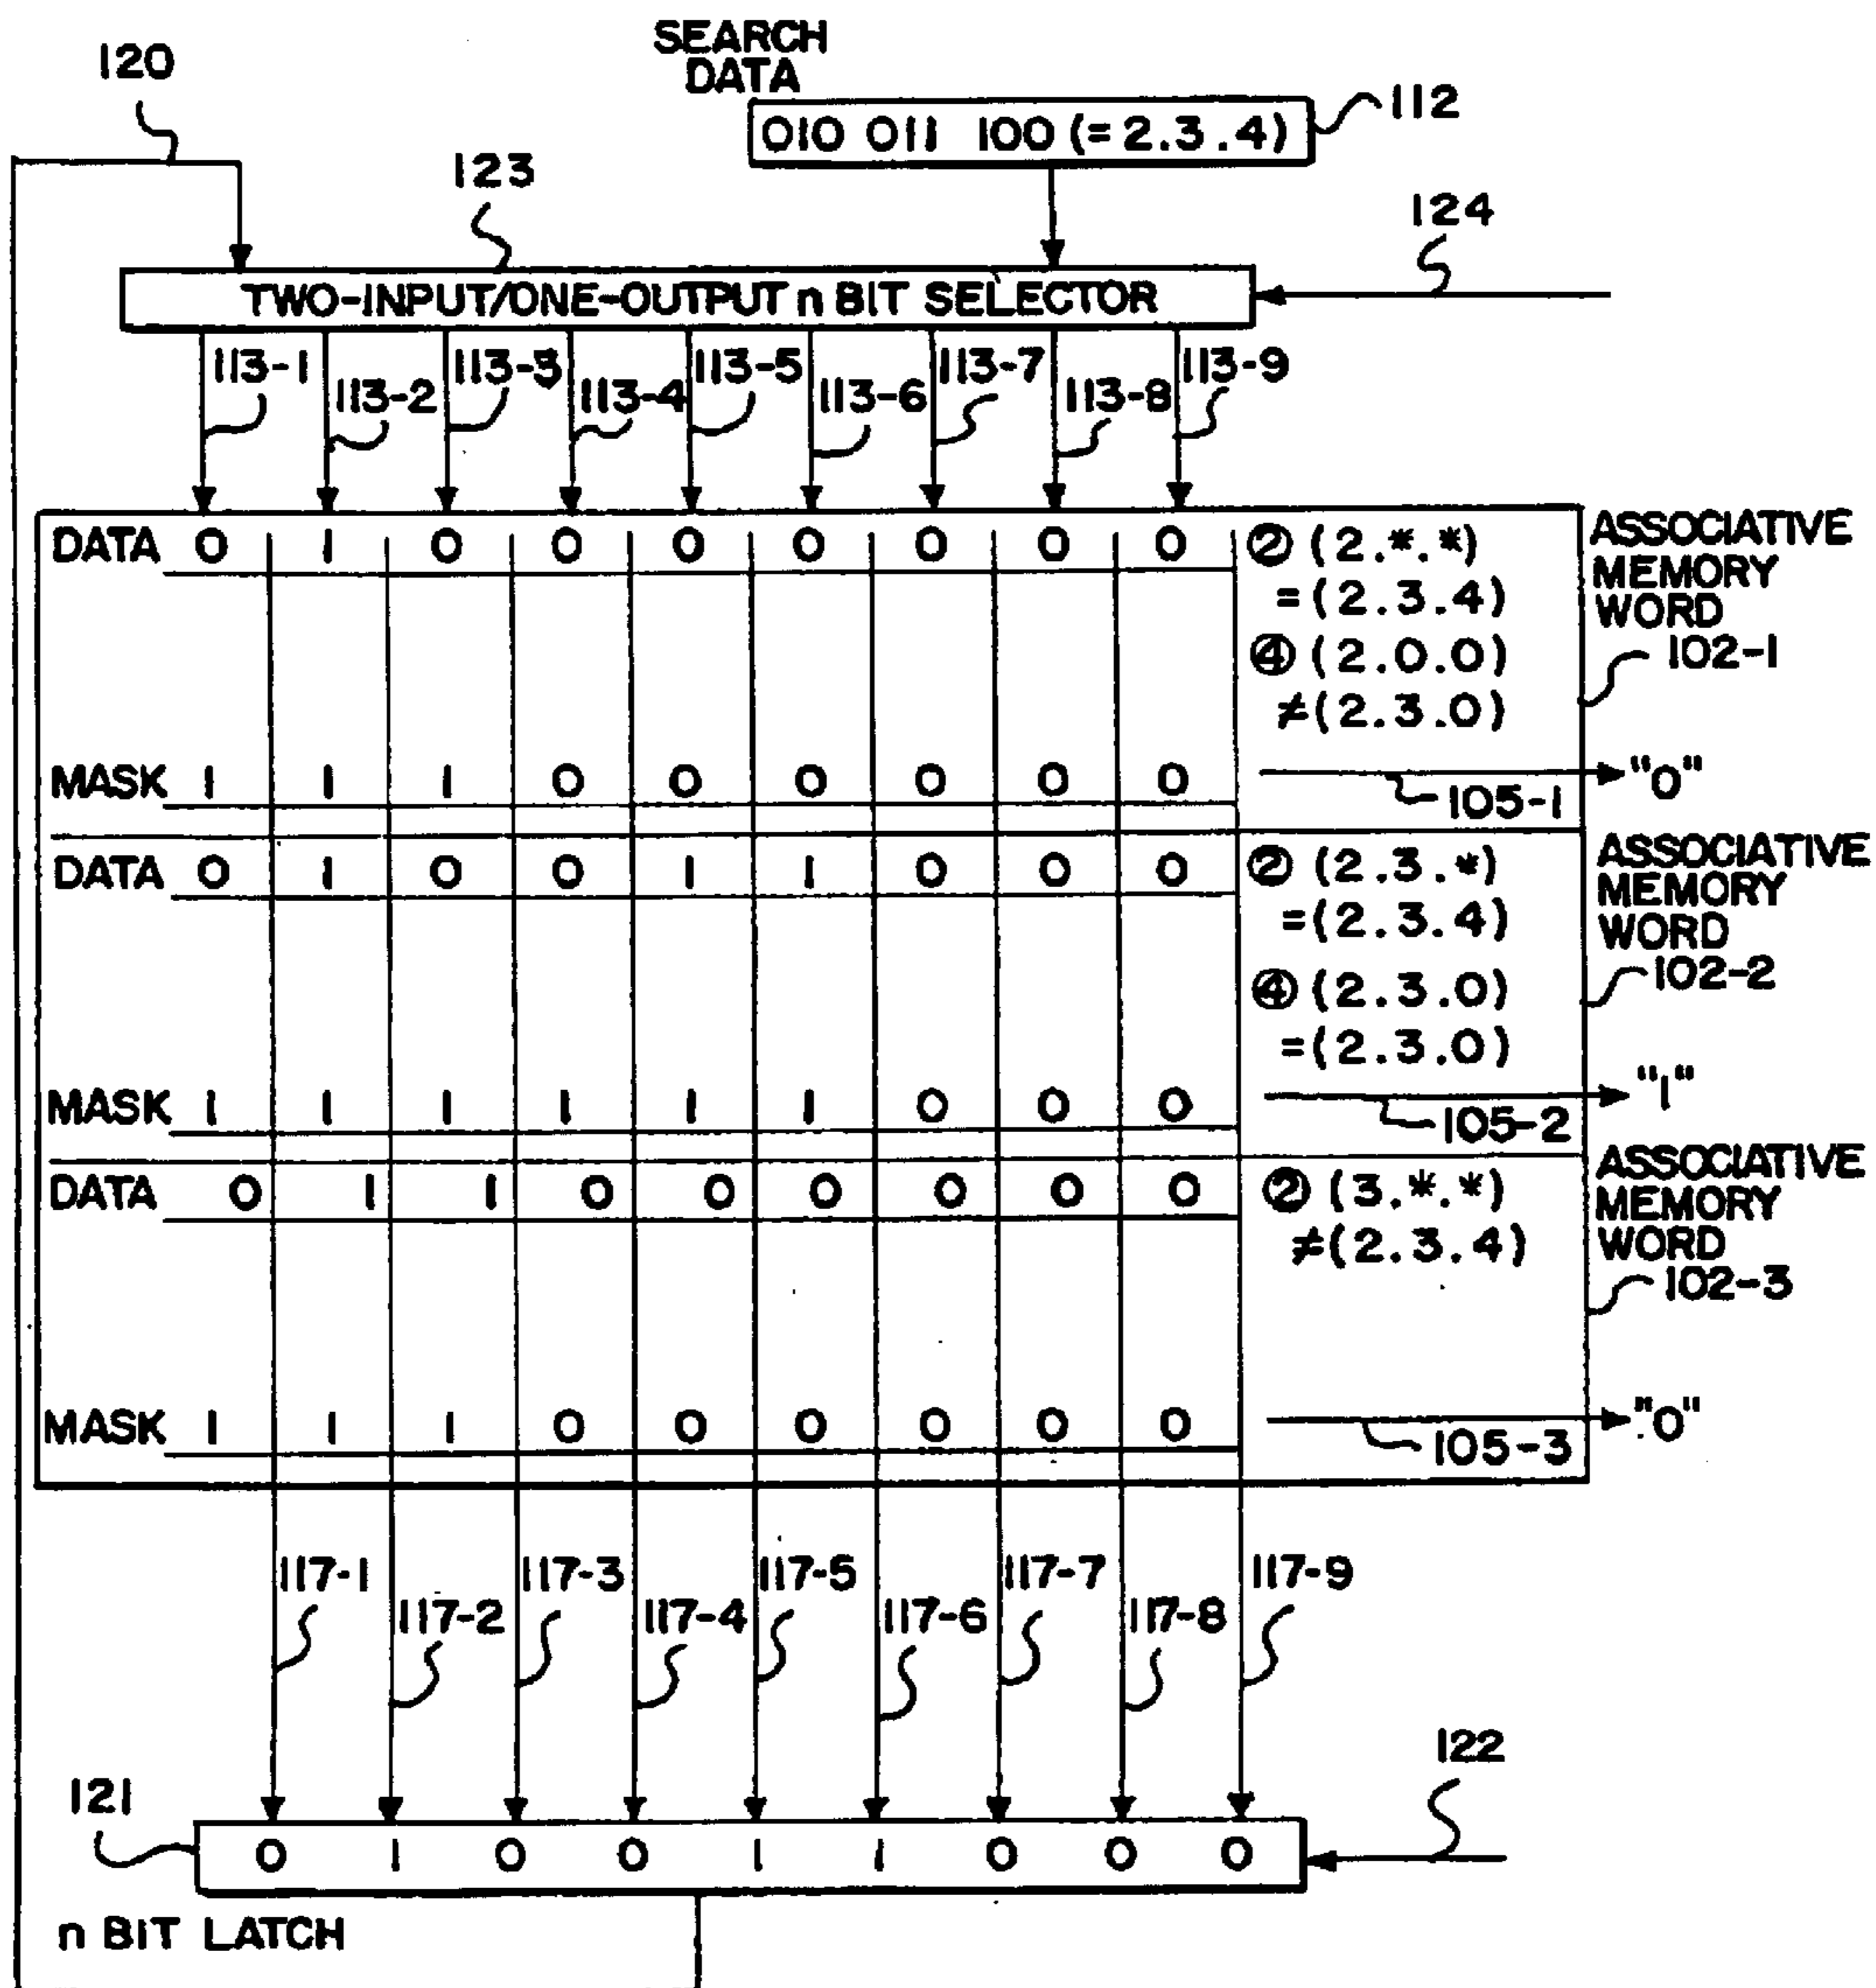 SEARCH
DATA
120
112
010 011 100 (=2.3.4)
123
124
TWO-INPUT/ONE-OUTPUT n BIT SELECTOR
113-1
113-2
113-3
113-4
113-5
113-6
113-7
113-8
113-9
DATA 0 1 0 0 0 0 0 0 0
② (2.*.*)
=(2.3.4)
④ (2.0.0)
≠(2.3.0)
ASSOCIATIVE
MEMORY
WORD
102-1
MASK 1 1 1 0 0 0 0 0 0
"0"
105-1
DATA 0 1 0 0 1 1 0 0 0
② (2.3.*)
=(2.3.4)
④ (2.3.0)
=(2.3.0)
ASSOCIATIVE
MEMORY
WORD
102-2
MASK 1 1 1 1 1 1 0 0 0
"1"
105-2
DATA 0 1 1 0 0 0 0 0 0
② (3.*.*)
≠(2.3.4)
ASSOCIATIVE
MEMORY
WORD
102-3
MASK 1 1 1 0 0 0 0 0 0
"0"
105-3
117-1
117-2
117-3
117-4
117-5
117-6
117-7
117-8
117-9
121
122
0 1 0 0 1 1 0 0 0
n BIT LATCH